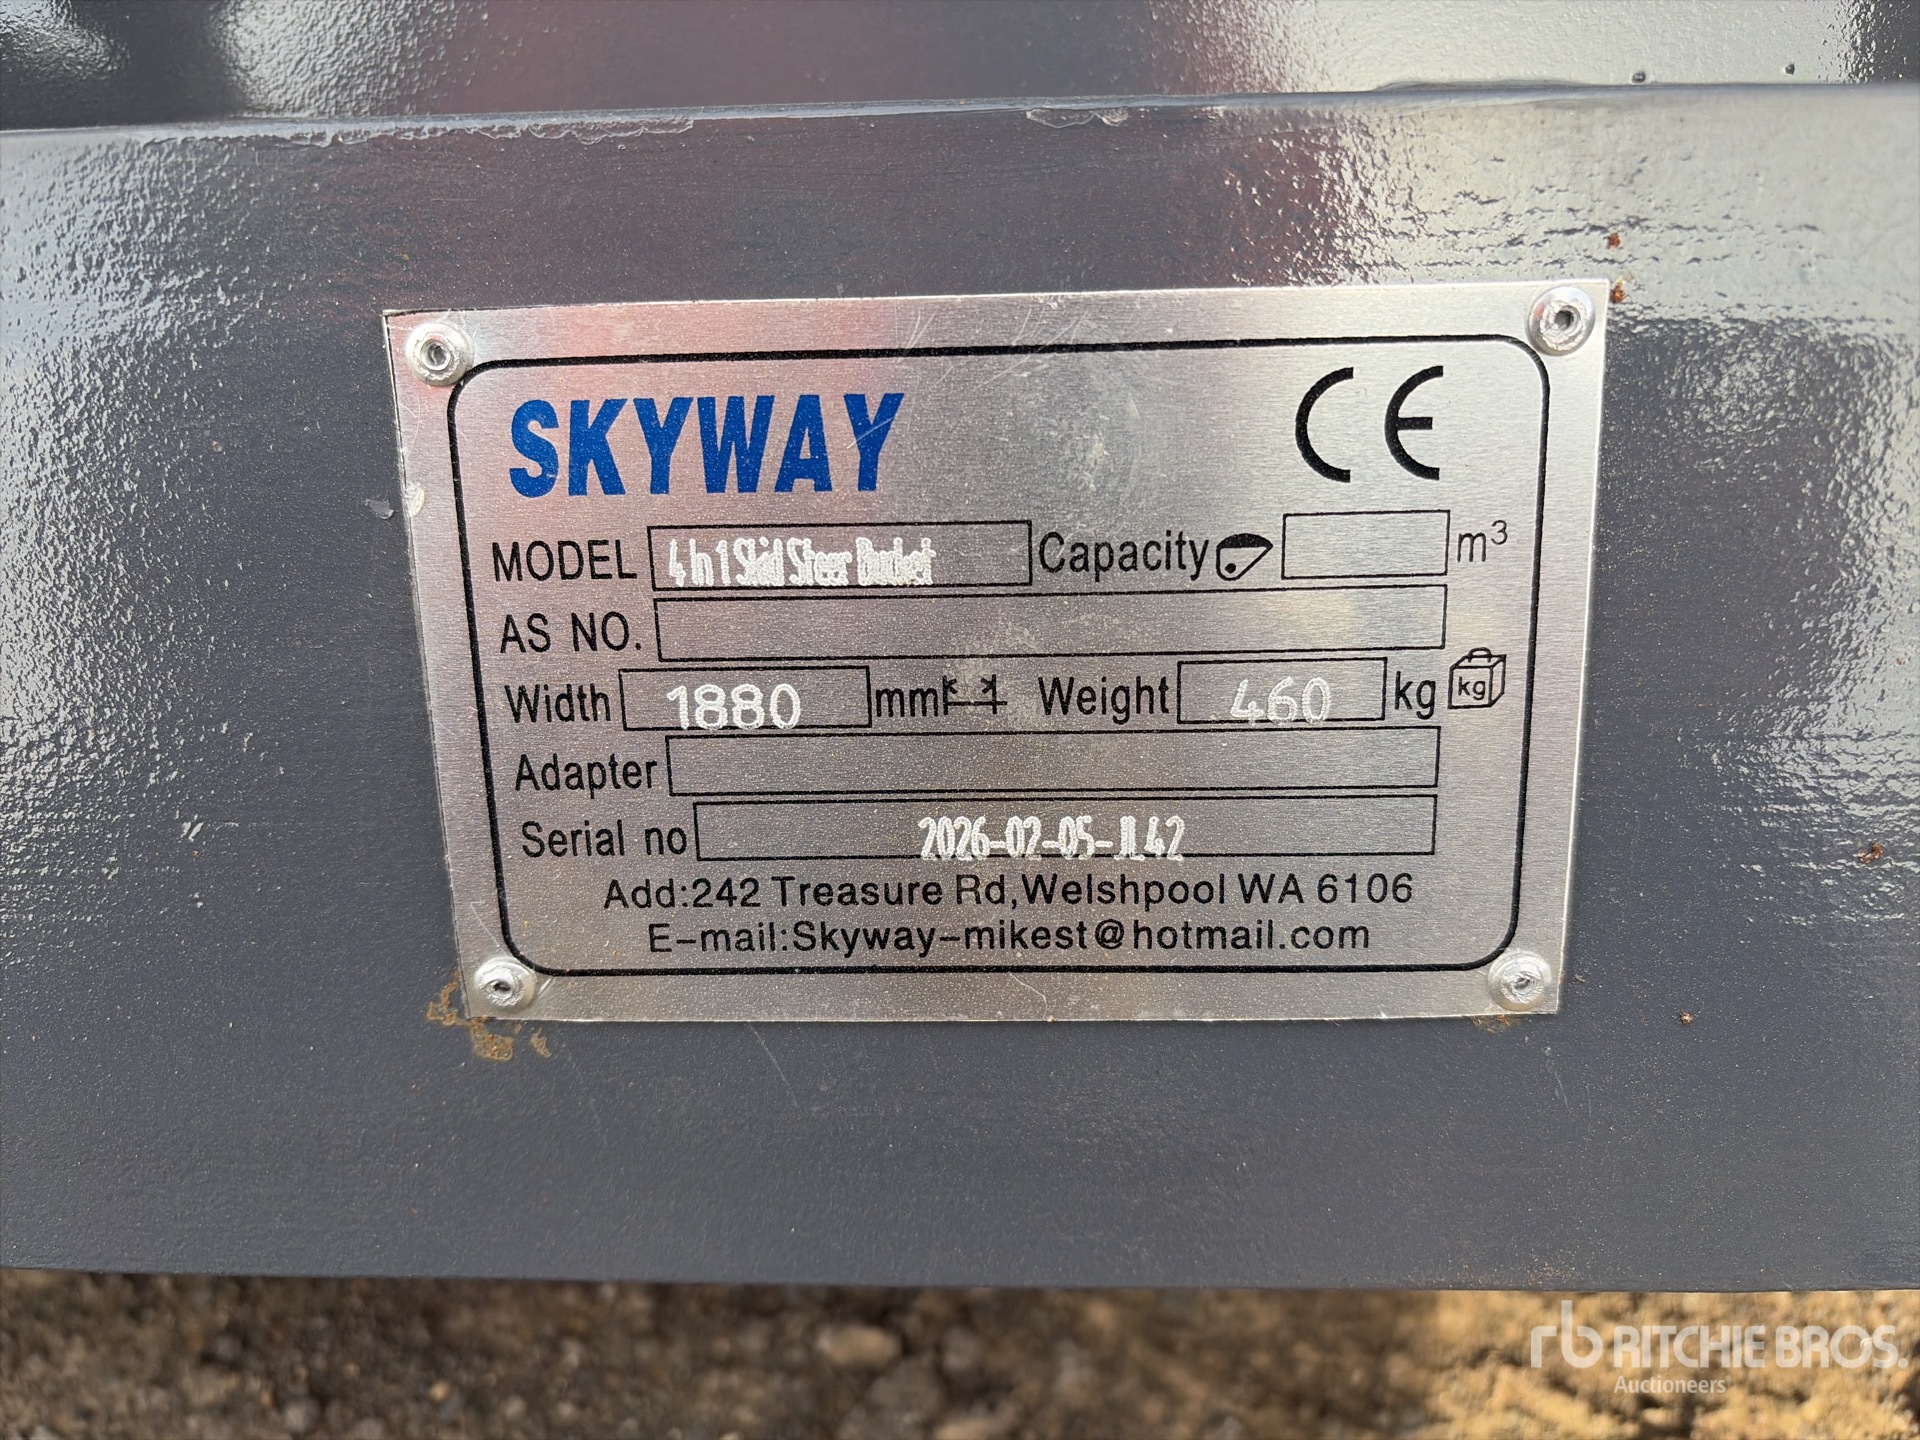 SKYWAY CE
MODEL 4 In 1 Skid Steer Bucket Capacity m³
AS NO.
Width 1880 mm Weight 460 kg kg
Adapter
Serial no 2026-02-05-JL42
Add:242 Treasure Rd,Welshpool WA 6106
E-mail:Skyway-mikest@hotmail.com
rb RITCHIE BROS.
Auctioneers